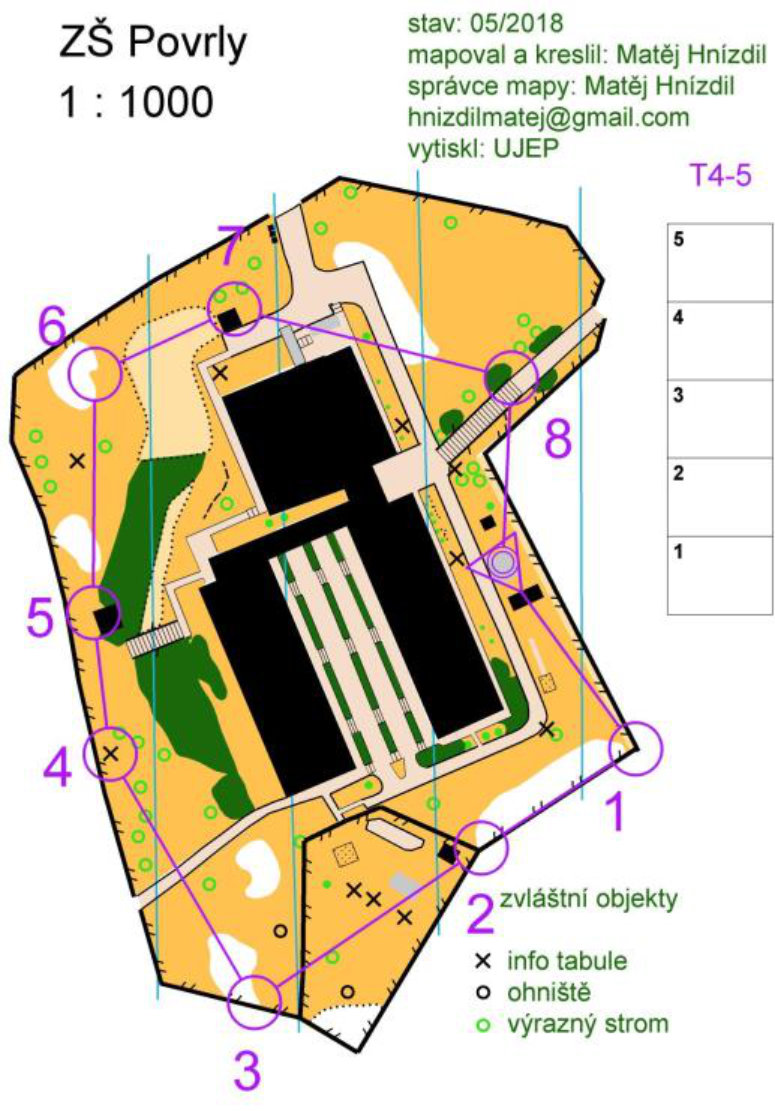 ZŠ Povrly
1 : 1000
stav: 05/2018
mapoval a kreslil: Matěj Hnízdil
správce mapy: Matěj Hnízdil
hnizdilmatej@gmail.com
vytiskl: UJEP
T4-5
5
4
3
2
1
7
6
8
5
4
1
2
3
zvláštní objekty
info tabule
ohniště
výrazný strom